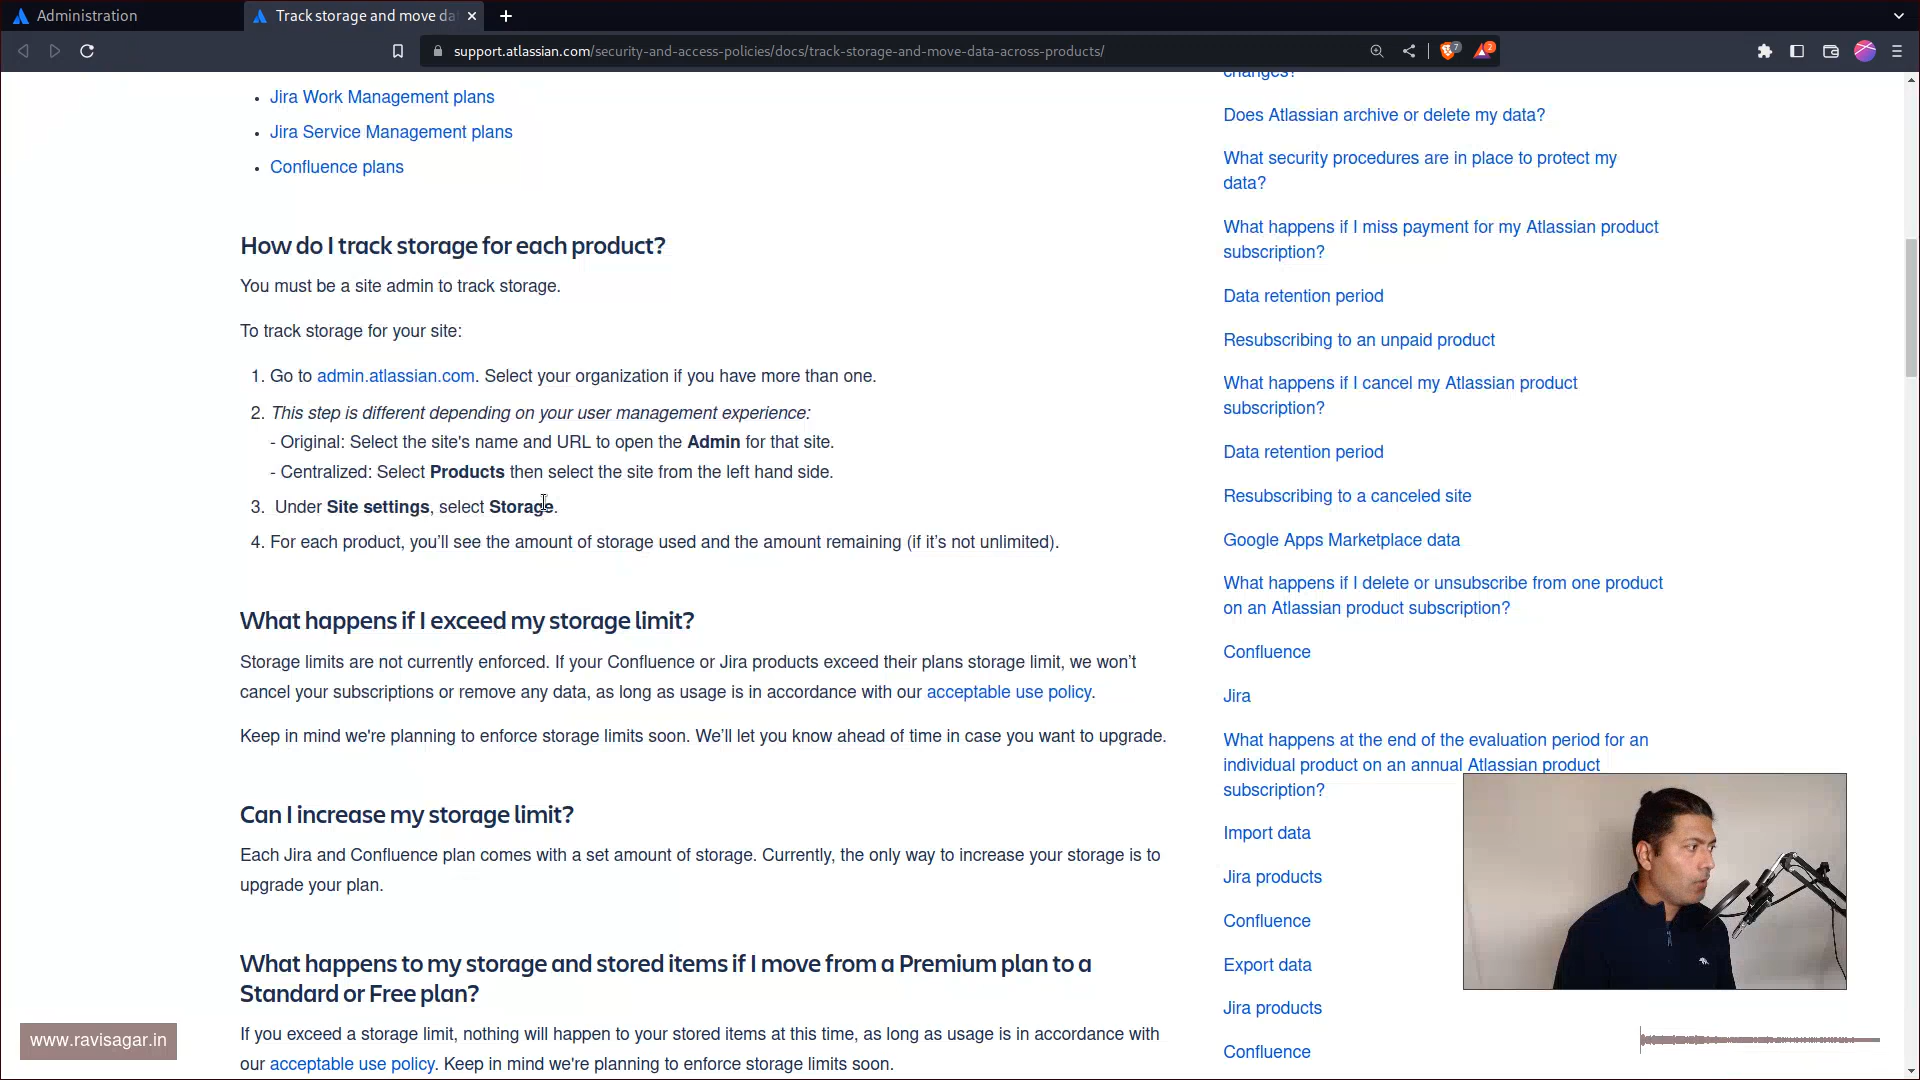 Administration
Track storage and move da
support.atlassian.com/security-and-access-policies/docs/track-storage-and-move-data-across-products/
7
2
Jira Work Management plans
Jira Service Management plans
Confluence plans
How do I track storage for each product?
You must be a site admin to track storage.
To track storage for your site:
1. Go to admin.atlassian.com. Select your organization if you have more than one.
2. This step is different depending on your user management experience:
- Original: Select the site's name and URL to open the Admin for that site.
- Centralized: Select Products then select the site from the left hand side.
3. Under Site settings, select Storage.
4. For each product, you’ll see the amount of storage used and the amount remaining (if it’s not unlimited).
What happens if I exceed my storage limit?
Storage limits are not currently enforced. If your Confluence or Jira products exceed their plans storage limit, we won’t
cancel your subscriptions or remove any data, as long as usage is in accordance with our acceptable use policy.
Keep in mind we're planning to enforce storage limits soon. We’ll let you know ahead of time in case you want to upgrade.
Can I increase my storage limit?
Each Jira and Confluence plan comes with a set amount of storage. Currently, the only way to increase your storage is to
upgrade your plan.
What happens to my storage and stored items if I move from a Premium plan to a
Standard or Free plan?
If you exceed a storage limit, nothing will happen to your stored items at this time, as long as usage is in accordance with
our acceptable use policy. Keep in mind we're planning to enforce storage limits soon.
changes?
Does Atlassian archive or delete my data?
What security procedures are in place to protect my
data?
What happens if I miss payment for my Atlassian product
subscription?
Data retention period
Resubscribing to an unpaid product
What happens if I cancel my Atlassian product
subscription?
Data retention period
Resubscribing to a canceled site
Google Apps Marketplace data
What happens if I delete or unsubscribe from one product
on an Atlassian product subscription?
Confluence
Jira
What happens at the end of the evaluation period for an
individual product on an annual Atlassian product
subscription?
Import data
Jira products
Confluence
Export data
Jira products
Confluence
www.ravisagar.in